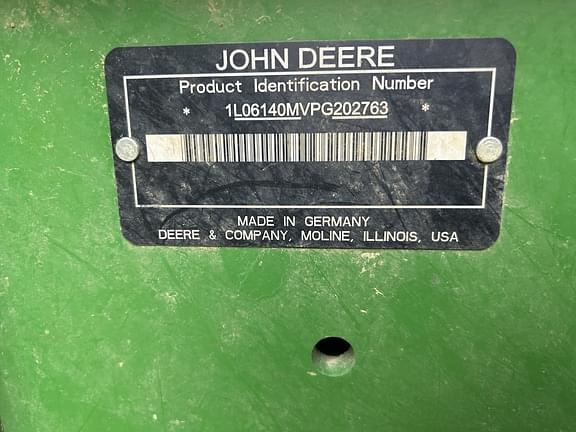 JOHN DEERE
Product Identification Number
* 1L06140MVPG202763 *
MADE IN GERMANY
DEERE & COMPANY, MOLINE, ILLINOIS, USA